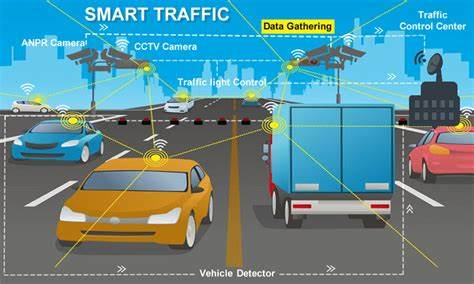 SMART TRAFFIC
Data Gathering
Traffic
Control Center
ANPR Camera
CCTV Camera
Traffic light Control
Vehicle Detector